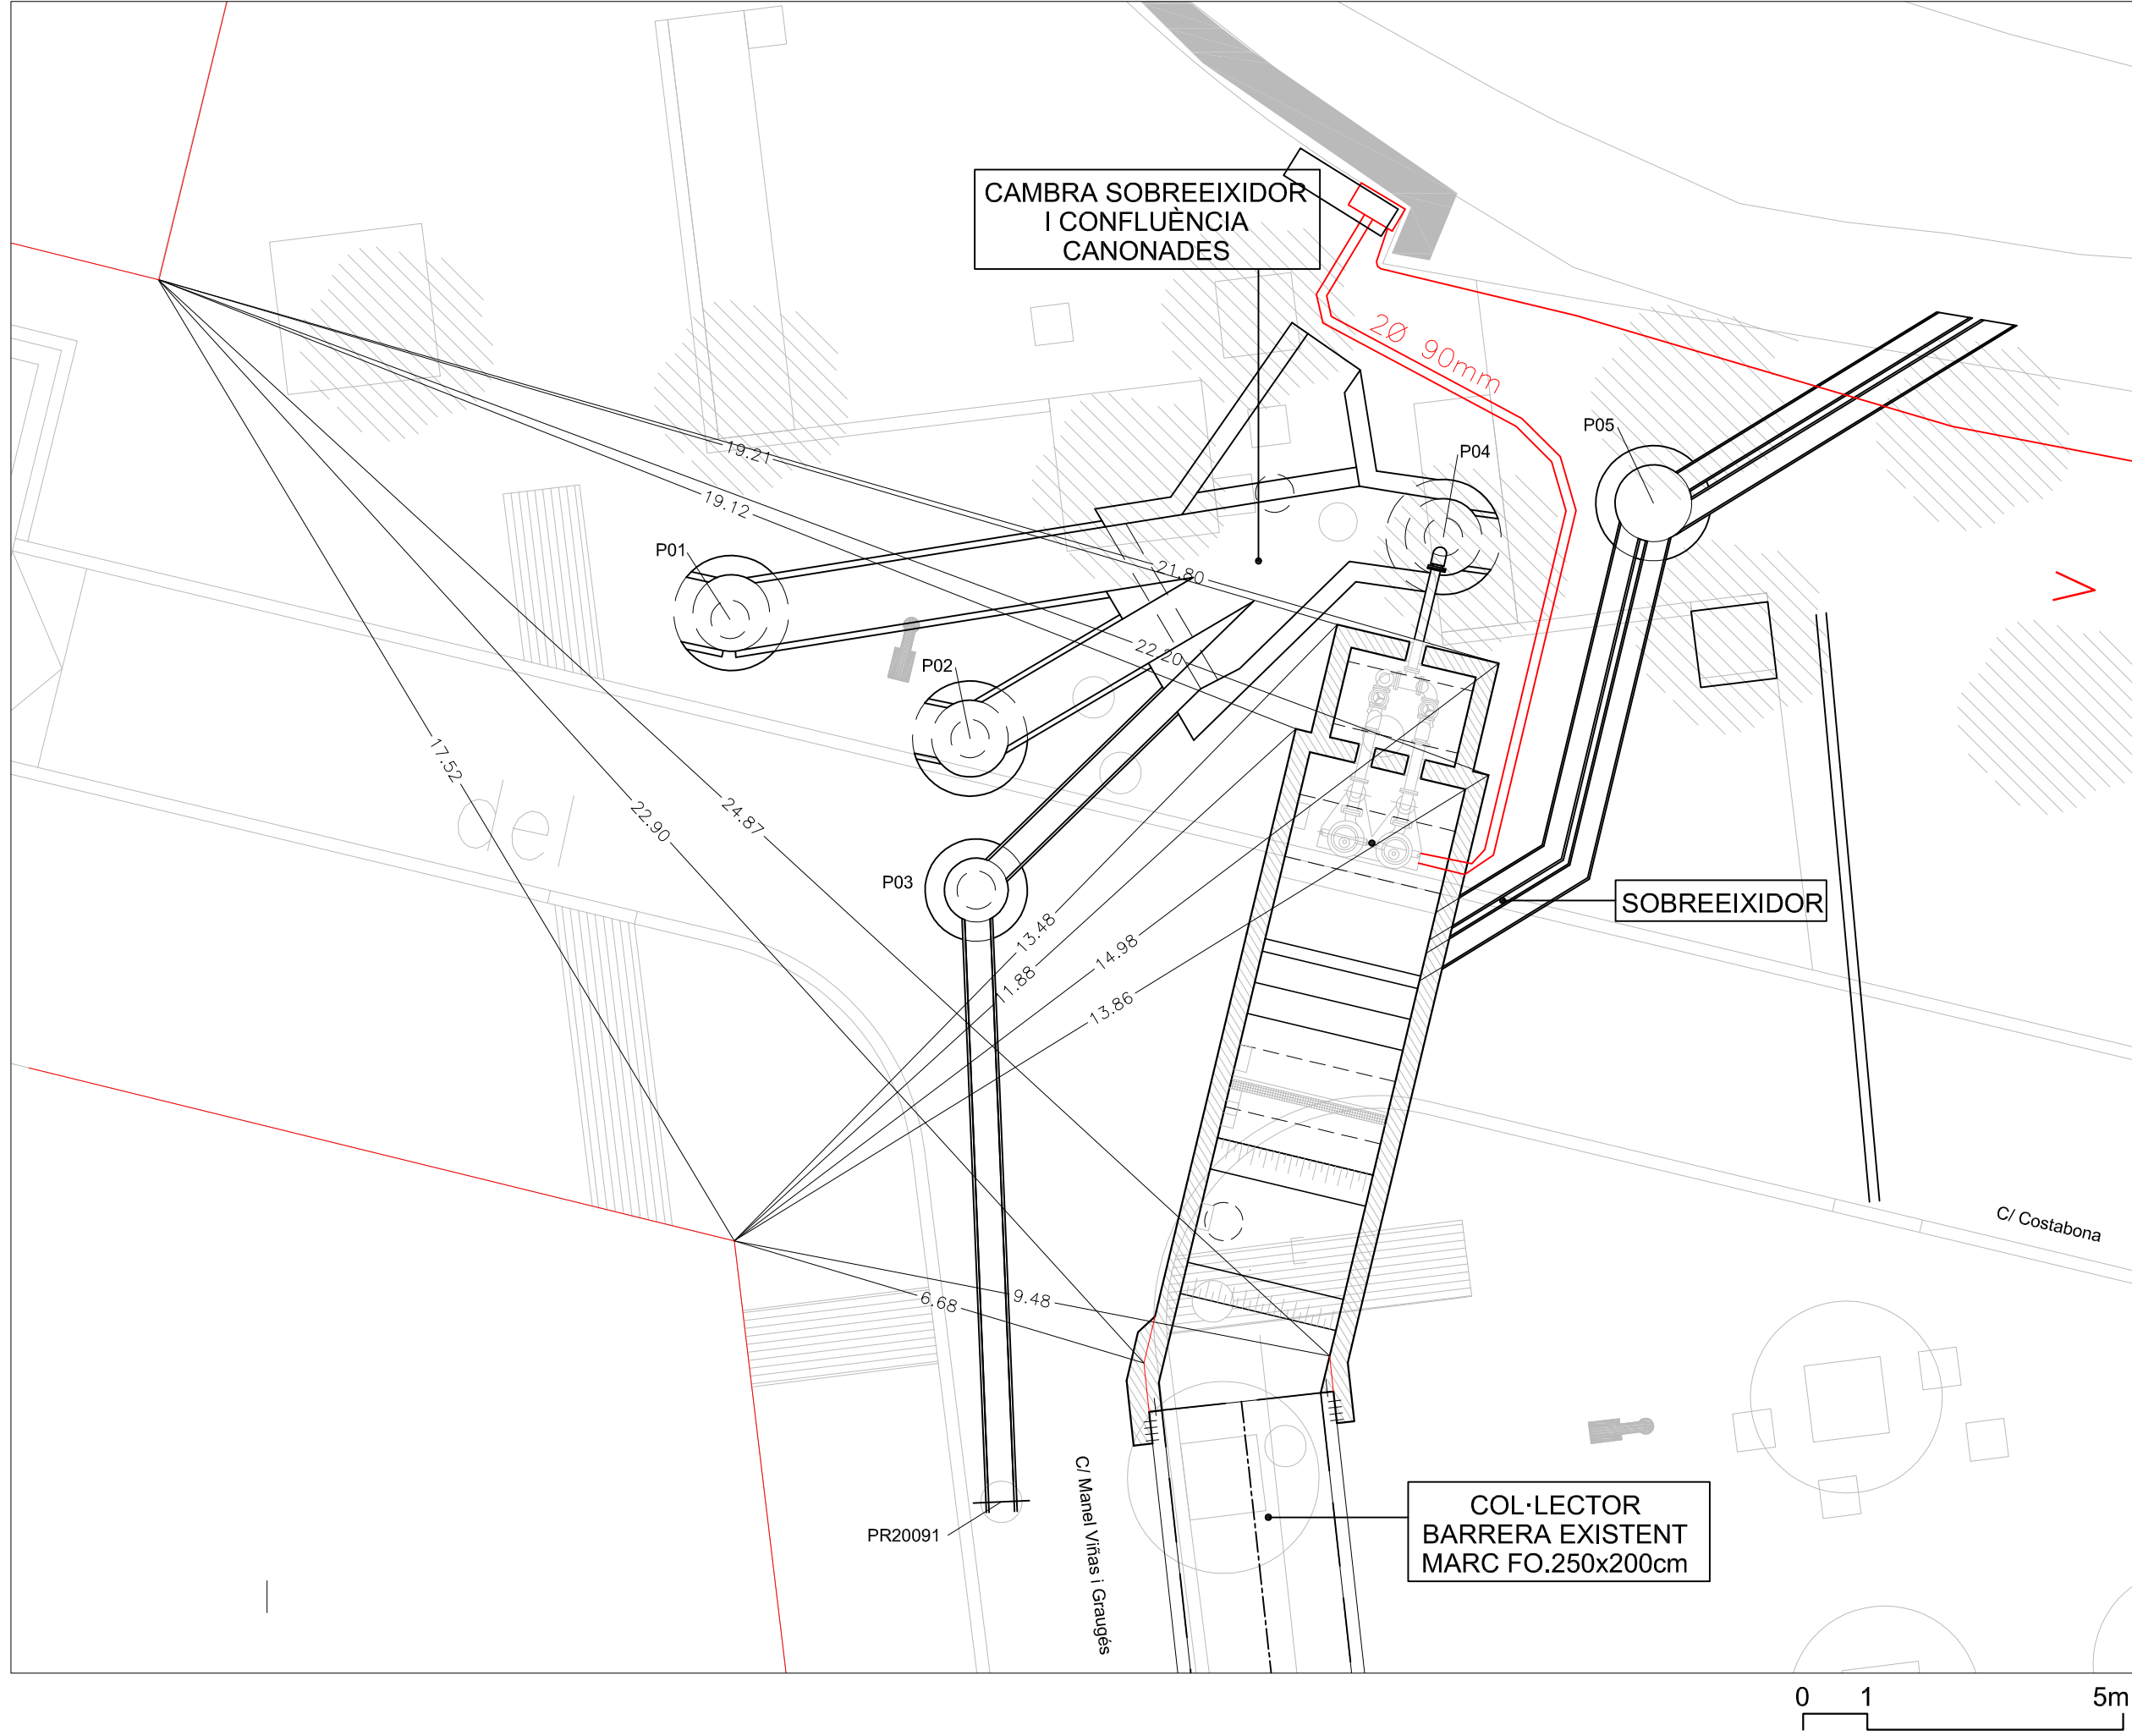 CAMBRA SOBREEIXIDOR
I CONFLUÈNCIA
CANONADES
2Ø 90mm
P05
P04
19.21
19.12
P01
21.80
22.20
P02
17.52
22.90
24.87
del
P03
SOBREEIXIDOR
13.48
11.88
14.98
13.86
C/ Costabona
6.68
9.48
PR20091
C/ Manel Viñas i Graugés
COL·LECTOR
BARRERA EXISTENT
MARC FO.250x200cm
0 1 5m